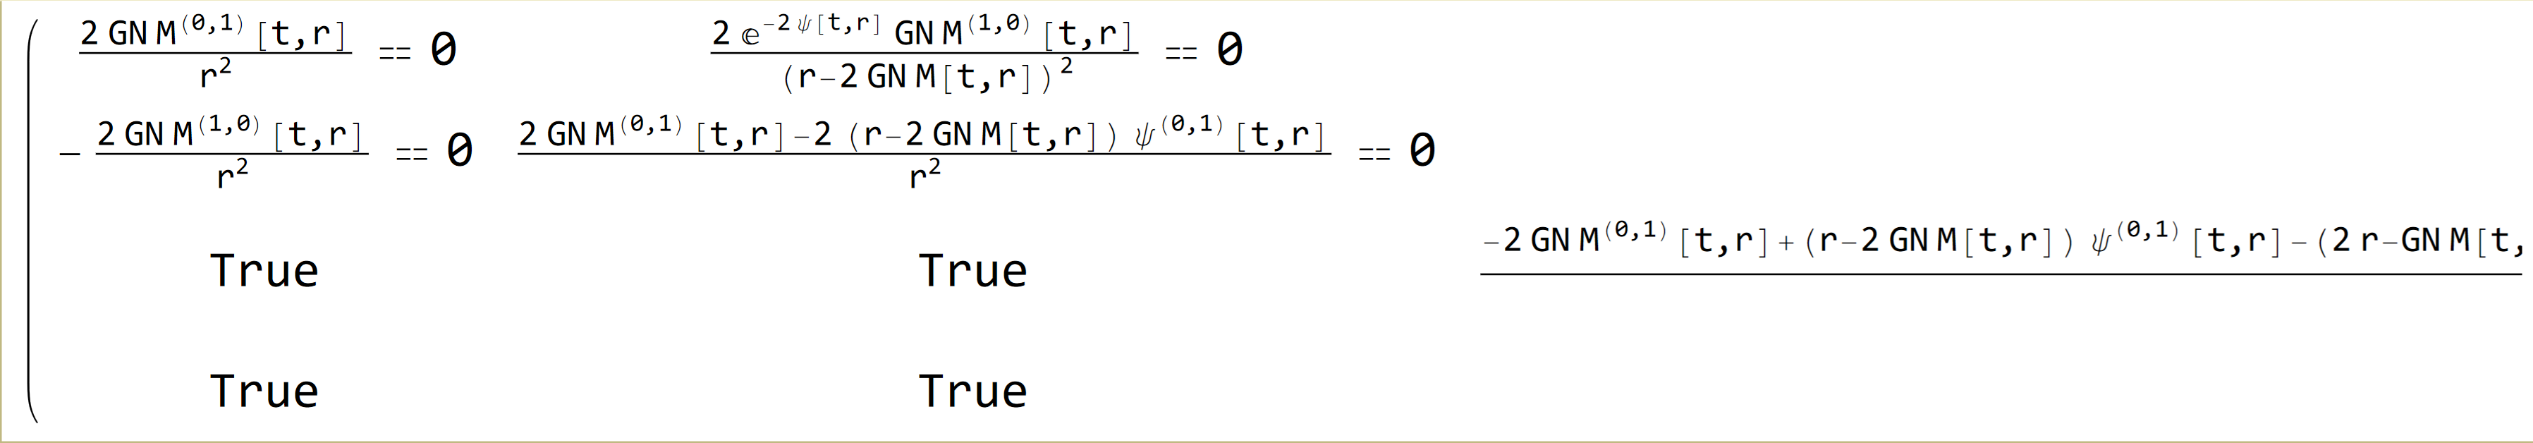 2 GN M^(0,1)[t,r] / r^2 == 0    2 e^(-2 ψ[t,r]) GN M^(1,0)[t,r] / (r-2 GN M[t,r])^2 == 0
- 2 GN M^(1,0)[t,r] / r^2 == 0    2 GN M^(0,1)[t,r]-2 (r-2 GN M[t,r]) ψ^(0,1)[t,r] / r^2 == 0
True    True    -2 GN M^(0,1)[t,r]+(r-2 GN M[t,r]) ψ^(0,1)[t,r]-(2 r-GN M[t,
True    True